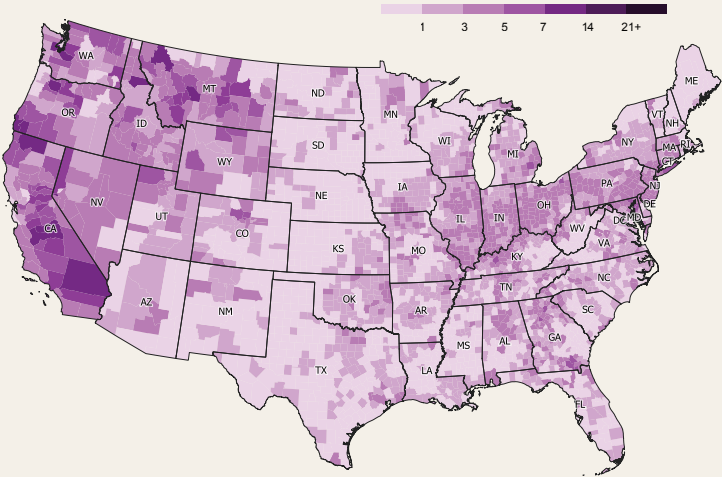 1 3 5 7 14 21+
WA
ME
MT
ND
OR
MN
VT
NH
ID
SD
WI
NY
MA
RI
WY
MI
CT
IA
PA
NJ
NE
NV
UT
IL
IN
OH
DE
DC
MD
CA
CO
WV
VA
KS
MO
KY
NC
AZ
NM
OK
TN
AR
SC
MS
AL
GA
TX
LA
FL